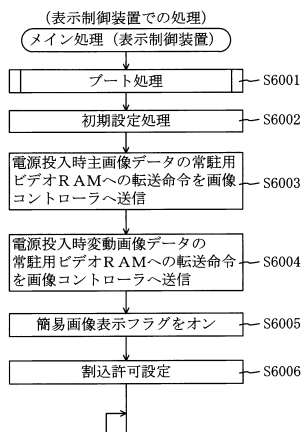 （表示制御装置での処理）
メイン処理（表示制御装置）
ブート処理
S6001
初期設定処理
S6002
電源投入時主画像データの常駐用
ビデオＲＡＭへの転送命令を画像
コントローラへ送信
S6003
電源投入時変動画像データの
常駐用ビデオＲＡＭへの転送命令
を画像コントローラへ送信
S6004
簡易画像表示フラグをオン
S6005
割込許可設定
S6006